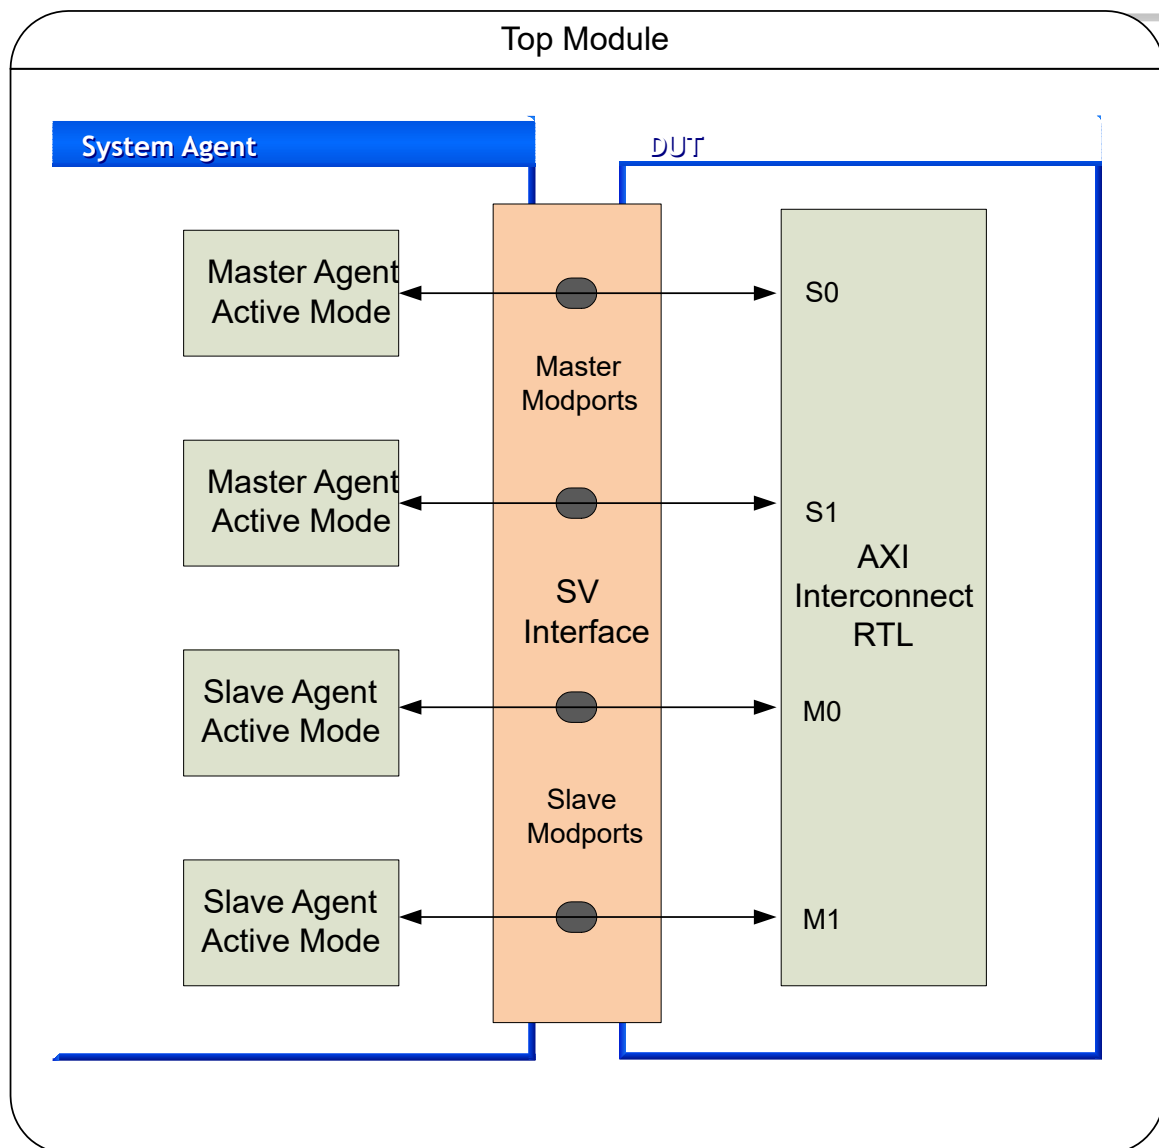 Top Module
System Agent
DUT
Master Agent
Active Mode
S0
Master
Modports
Master Agent
Active Mode
S1
AXI
Interconnect
RTL
SV
Interface
Slave Agent
Active Mode
M0
Slave
Modports
Slave Agent
Active Mode
M1